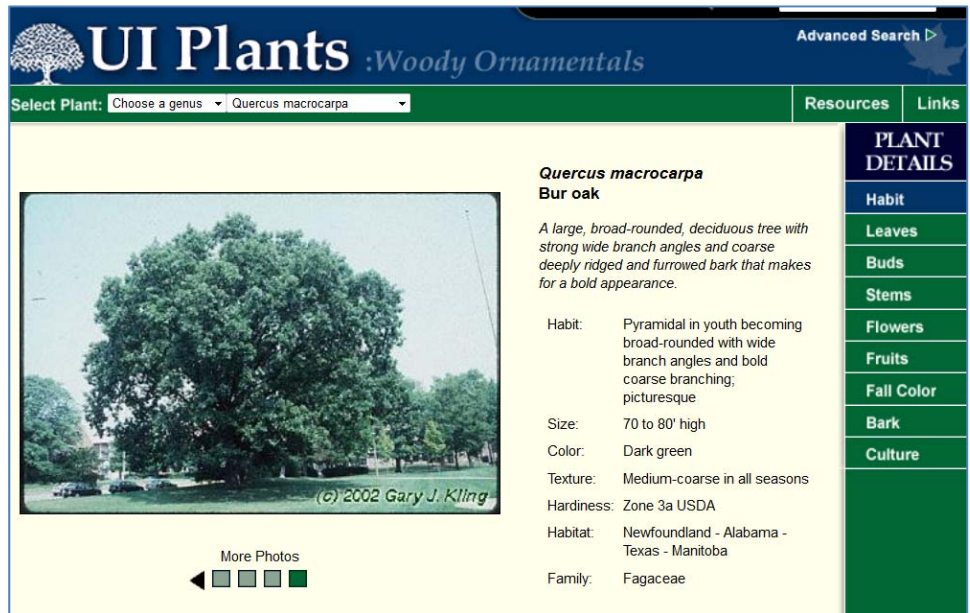 UI Plants :Woody Ornamentals
Advanced Search
Select Plant: Choose a genus Quercus macrocarpa
Resources
Links
PLANT
DETAILS
Habit
Leaves
Buds
Stems
Flowers
Fruits
Fall Color
Bark
Culture
Quercus macrocarpa
Bur oak
A large, broad-rounded, deciduous tree with
strong wide branch angles and coarse
deeply ridged and furrowed bark that makes
for a bold appearance.
Habit: Pyramidal in youth becoming
broad-rounded with wide
branch angles and bold
coarse branching;
picturesque
Size: 70 to 80' high
Color: Dark green
Texture: Medium-coarse in all seasons
Hardiness: Zone 3a USDA
Habitat: Newfoundland - Alabama -
Texas - Manitoba
Family: Fagaceae
(c) 2002 Gary J. Kling
More Photos